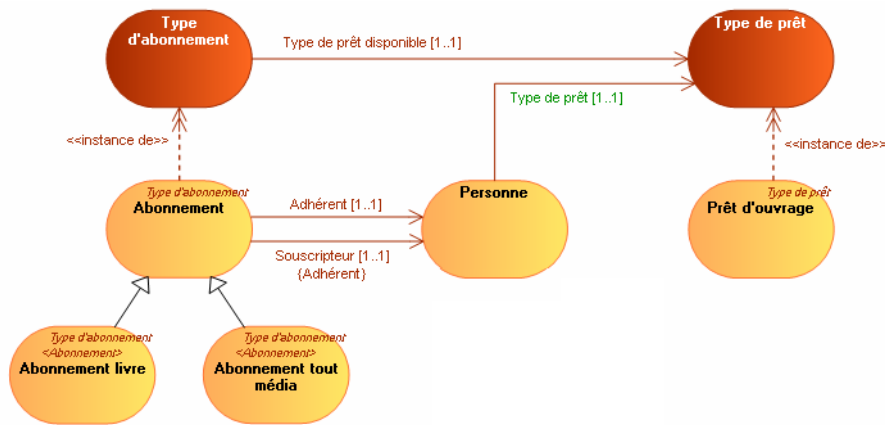 Type
d'abonnement
Type de prêt
Type de prêt disponible [1..1]
Type de prêt [1..1]
<<instance de>>
<<instance de>>
Type d'abonnement
Abonnement
Adhérent [1..1]
Personne
Type de prêt
Prêt d'ouvrage
Souscripteur [1..1]
{Adhérent}
Type d'abonnement
<Abonnement>
Abonnement livre
Type d'abonnement
<Abonnement>
Abonnement tout
média